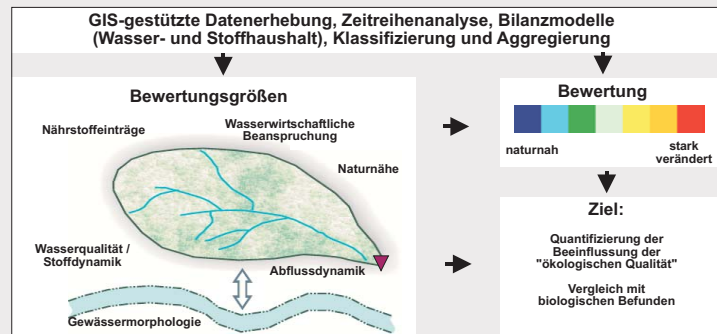 GIS-gestützte Datenerhebung, Zeitreihenanalyse, Bilanzmodelle
(Wasser- und Stoffhaushalt), Klassifizierung und Aggregierung
Bewertungsgrößen
Nährstoffeinträge
Wasserwirtschaftliche
Beanspruchung
Naturnähe
Wasserqualität /
Stoffdynamik
Abflussdynamik
Gewässermorphologie
Bewertung
naturnah
stark
verändert
Ziel:
Quantifizierung der
Beeinflussung der
"ökologischen Qualität"
Vergleich mit
biologischen Befunden